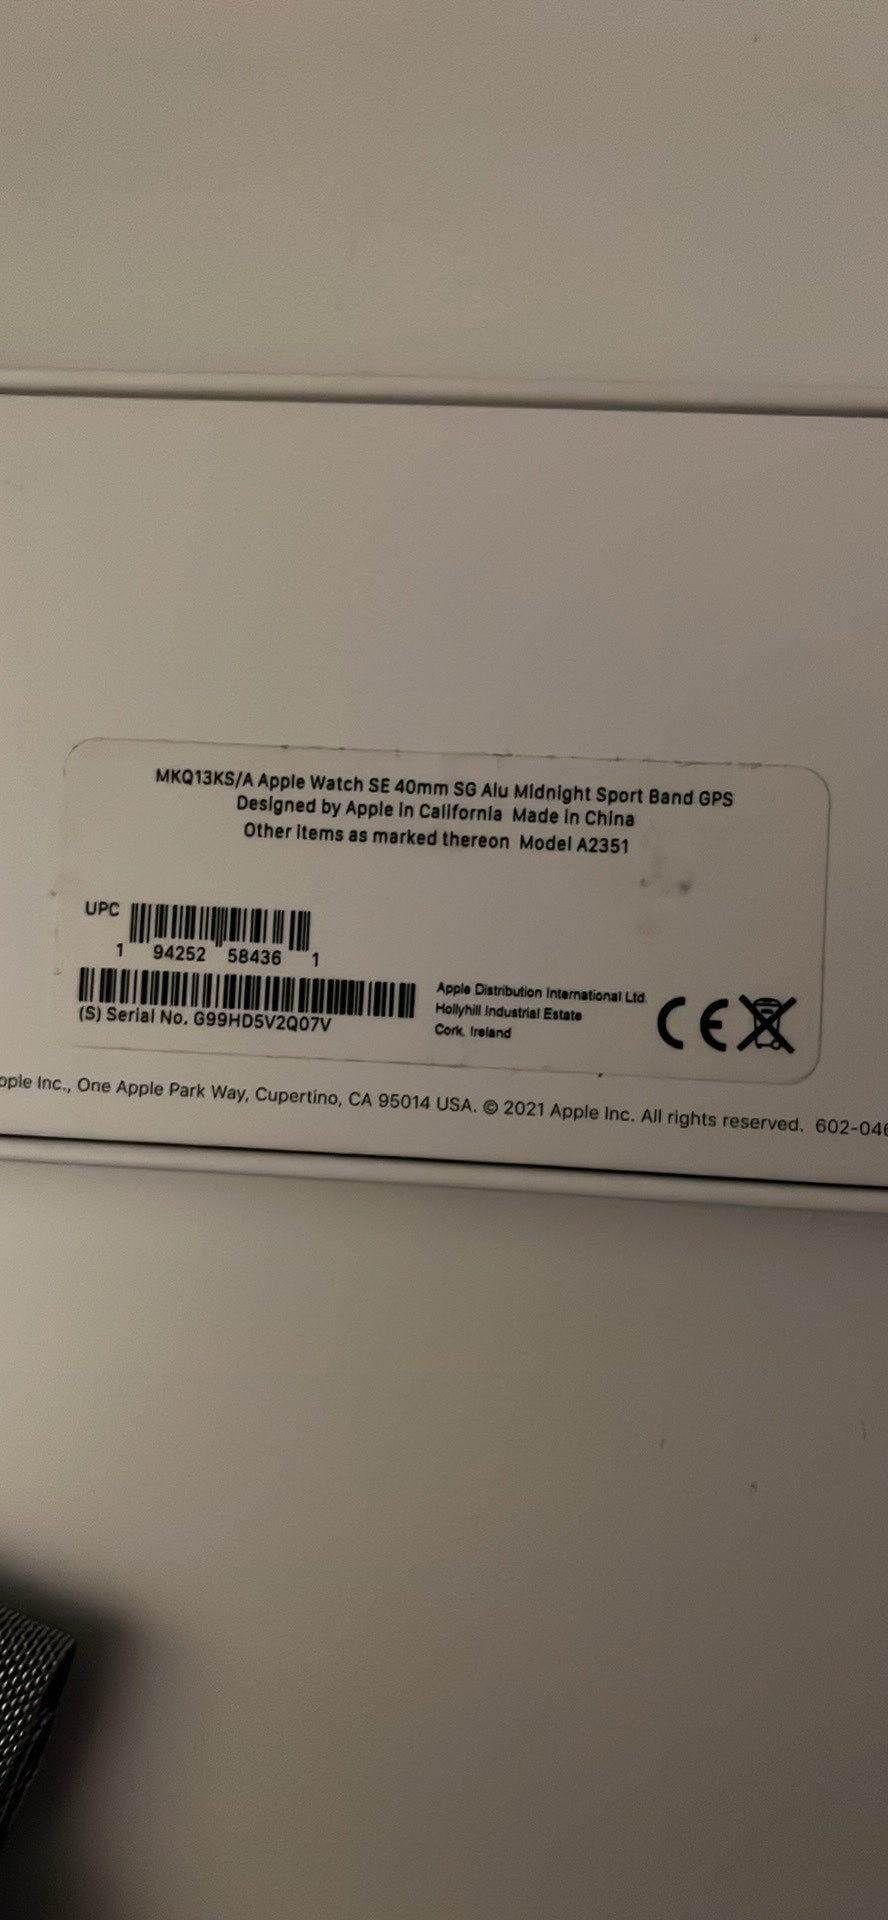 MKQ13KS/A Apple Watch SE 40mm SG Alu Midnight Sport Band GPS
Designed by Apple in California Made in China
Other items as marked thereon Model A2351
UPC
1 94252 58436 1
(S) Serial No. G99HD5V2Q07V
Apple Distribution International Ltd.
Hollyhill Industrial Estate
Cork, Ireland
CE
pple Inc., One Apple Park Way, Cupertino, CA 95014 USA. © 2021 Apple Inc. All rights reserved. 602-046